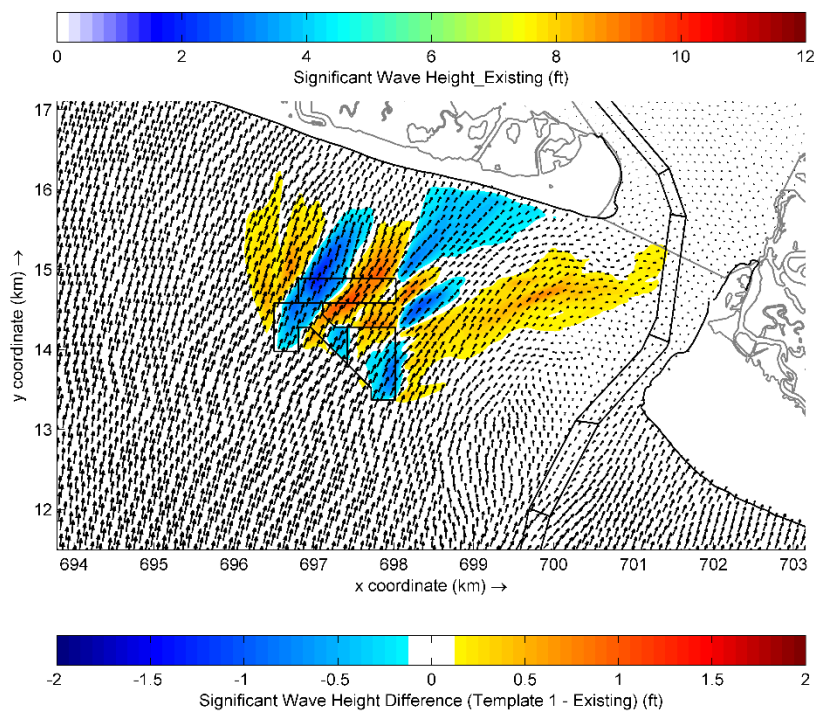 0 2 4 6 8 10 12
Significant Wave Height_Existing (ft)
17
16
15
14
13
12
y coordinate (km) →
694 695 696 697 698 699 700 701 702 703
x coordinate (km) →
-2 -1.5 -1 -0.5 0 0.5 1 1.5 2
Significant Wave Height Difference (Template 1 - Existing) (ft)